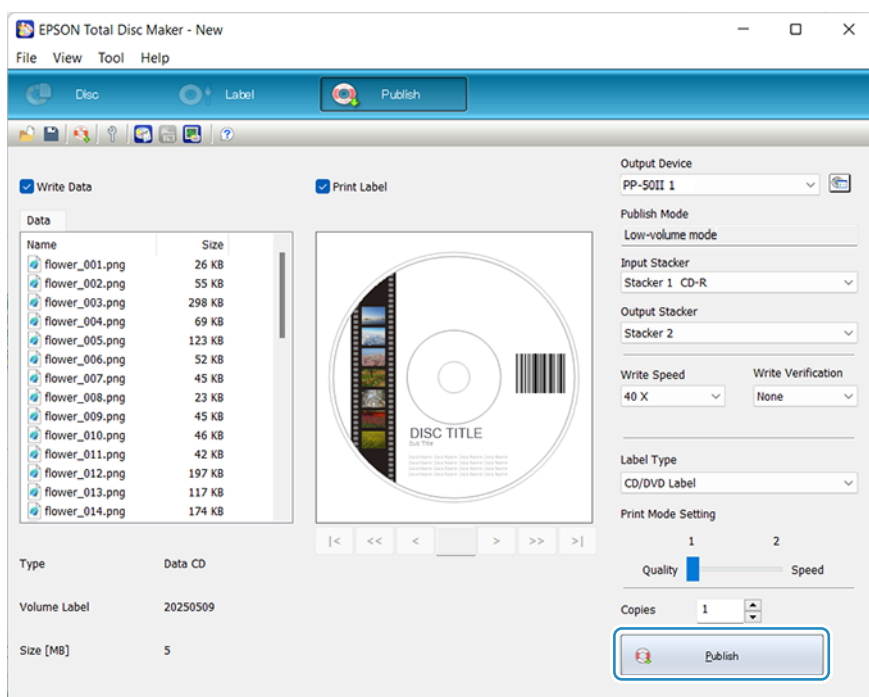 EPSON Total Disc Maker - New
File View Tool Help
Disc Label Publish
Write Data
Data
Name Size
flower_001.png 26 KB
flower_002.png 55 KB
flower_003.png 298 KB
flower_004.png 69 KB
flower_005.png 123 KB
flower_006.png 52 KB
flower_007.png 45 KB
flower_008.png 23 KB
flower_009.png 45 KB
flower_010.png 46 KB
flower_011.png 42 KB
flower_012.png 197 KB
flower_013.png 117 KB
flower_014.png 174 KB
Type Data CD
Volume Label 20250509
Size [MB] 5
Print Label
DISC TITLE
Sub Title
|< << < > >> >|
Output Device
PP-50II 1
Publish Mode
Low-volume mode
Input Stacker
Stacker 1 CD-R
Output Stacker
Stacker 2
Write Speed Write Verification
40 X None
Label Type
CD/DVD Label
Print Mode Setting
1 2
Quality Speed
Copies 1
Publish